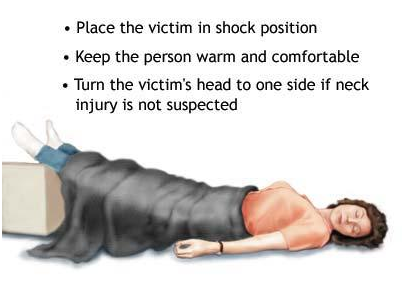 • Place the victim in shock position
• Keep the person warm and comfortable
• Turn the victim's head to one side if neck
injury is not suspected